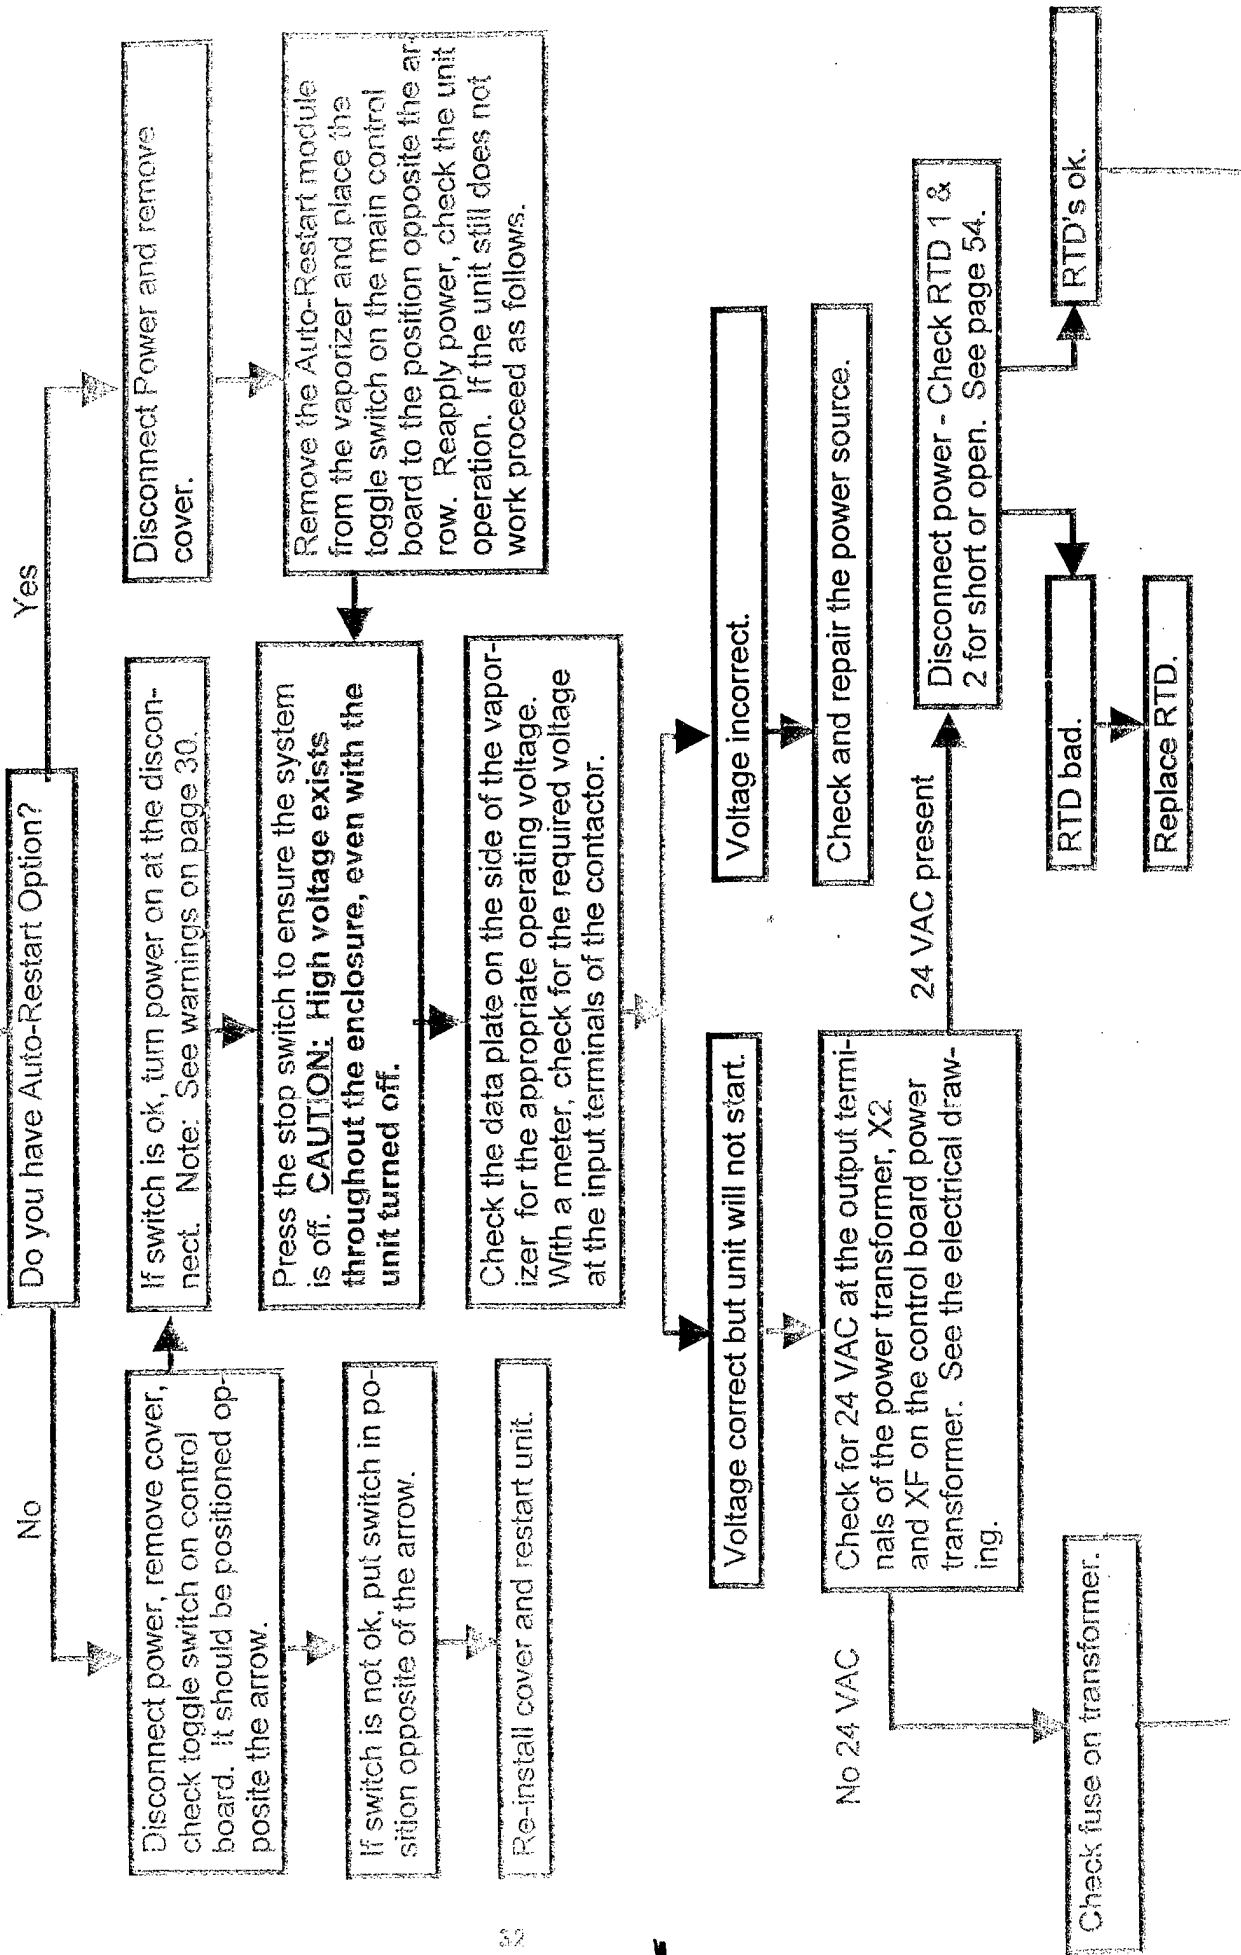 Do you have Auto-Restart Option?
No
Yes
Disconnect power, remove cover,
check toggle switch on control
board. It should be positioned op-
posite the arrow.
If switch is not ok, put switch in po-
sition opposite of the arrow.
Re-install cover and restart unit.
If switch is ok, turn power on at the discon-
nect. Note: See warnings on page 30.
Disconnect Power and remove
cover.
Remove the Auto-Restart module
from the vaporizer and place the
toggle switch on the main control
board to the position opposite the ar-
row. Reapply power, check the unit
operation. If the unit still does not
work proceed as follows.
Press the stop switch to ensure the system
is off. CAUTION: High voltage exists
throughout the enclosure, even with the
unit turned off.
Check the data plate on the side of the vapor-
izer for the appropriate operating voltage.
With a meter, check for the required voltage
at the input terminals of the contactor.
Voltage correct but unit will not start.
Voltage incorrect.
Check and repair the power source.
Check for 24 VAC at the output termi-
nals of the power transformer, X2
and XF on the control board power
transformer. See the electrical draw-
ing.
No 24 VAC
24 VAC present
Check fuse on transformer.
Disconnect power - Check RTD 1 &
2 for short or open. See page 54.
RTD bad.
Replace RTD.
RTD's ok.
32